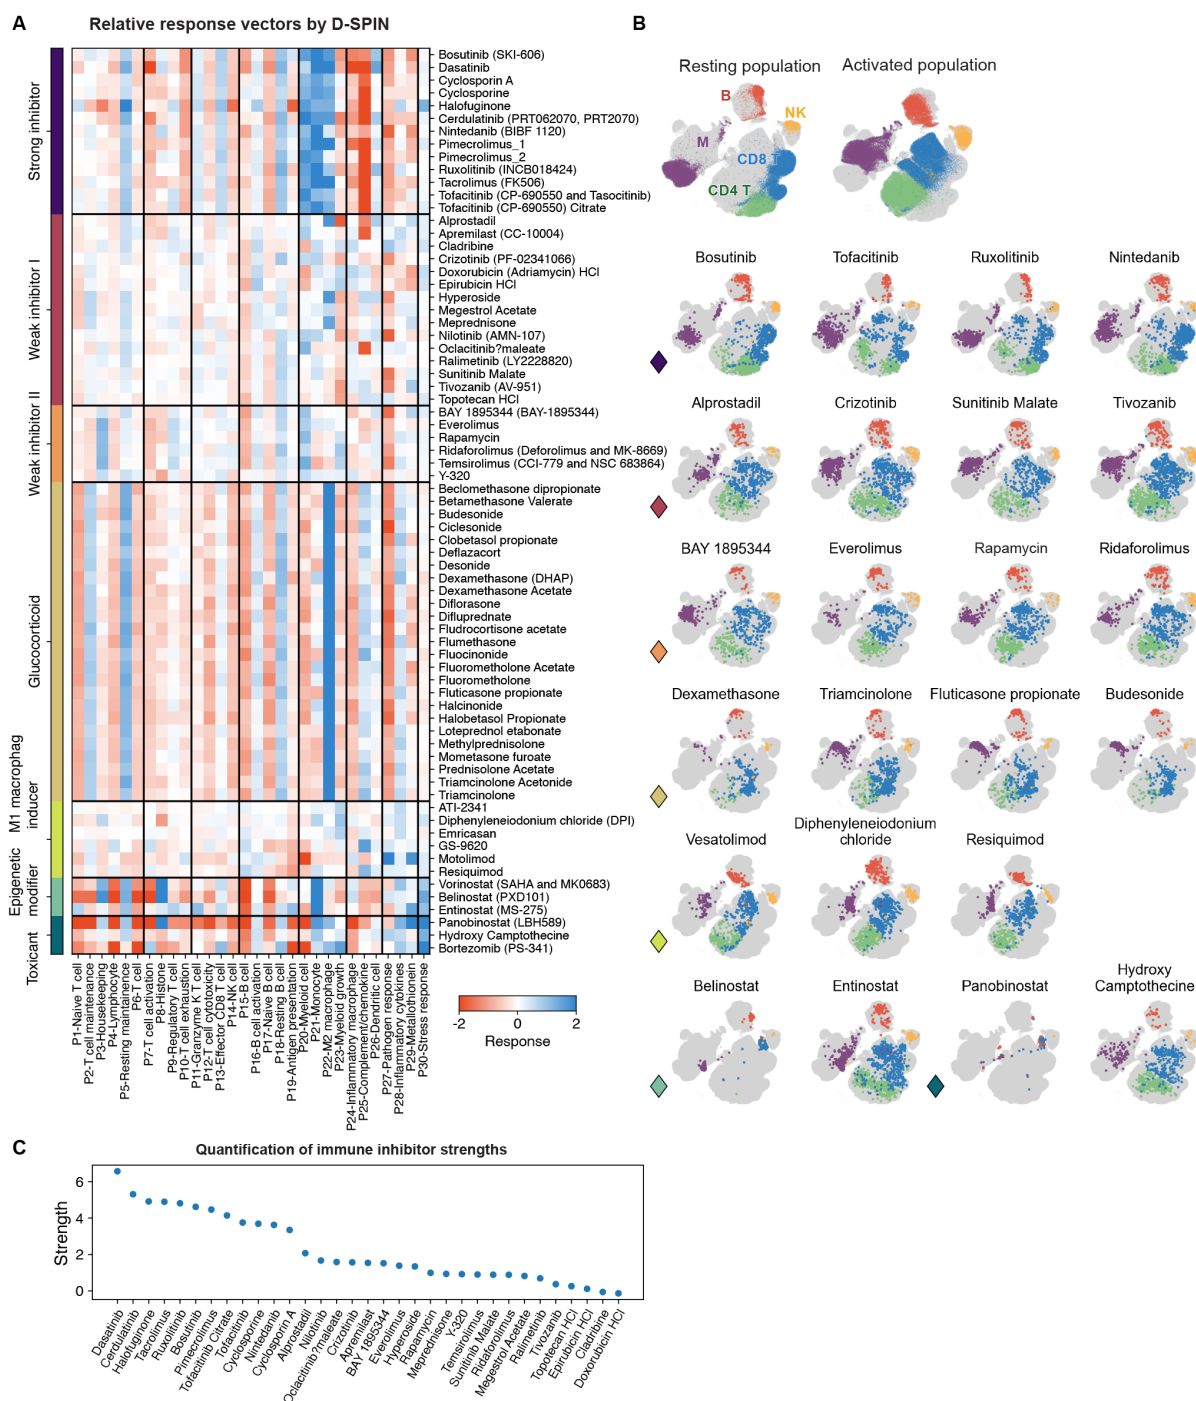 A
Relative response vectors by D-SPIN
Strong inhibitor
Weak inhibitor I
Weak inhibitor II
Glucocorticoid
M1 macrophag
inducer
Epigenetic
modifier
Toxicant
Bosutinib (SKI-606)
Dasatinib
Cyclosporin A
Cyclosporine
Halofuginone
Cerdulatinib (PRT062070, PRT2070)
Nintedanib (BIBF 1120)
Pimecrolimus_1
Pimecrolimus_2
Ruxolitinib (INCB018424)
Tacrolimus (FK506)
Tofacitinib (CP-690550 and Tasocitinib)
Tofacitinib (CP-690550) Citrate
Alprostadil
Apremilast (CC-10004)
Cladribine
Crizotinib (PF-02341066)
Doxorubicin (Adriamycin) HCl
Epirubicin HCl
Hyperoside
Megestrol Acetate
Meprednisone
Nilotinib (AMN-107)
Oclacitinib?maleate
Ralimetinib (LY2228820)
Sunitinib Malate
Tivozanib (AV-951)
Topotecan HCl
BAY 1895344 (BAY-1895344)
Everolimus
Rapamycin
Ridaforolimus (Deforolimus and MK-8669)
Temsirolimus (CCI-779 and NSC 683864)
Y-320
Beclomethasone dipropionate
Betamethasone Valerate
Budesonide
Ciclesonide
Clobetasol propionate
Deflazacort
Desonide
Dexamethasone (DHAP)
Dexamethasone Acetate
Diflorasone
Difluprednate
Fludrocortisone acetate
Flumethasone
Fluocinonide
Fluorometholone Acetate
Fluorometholone
Fluticasone propionate
Halcinonide
Halobetasol Propionate
Loteprednol etabonate
Methylprednisolone
Mometasone furoate
Prednisolone Acetate
Triamcinolone Acetonide
Triamcinolone
ATI-2341
Diphenyleneiodonium chloride (DPI)
Emricasan
GS-9620
Motolimod
Resiquimod
Vorinostat (SAHA and MK0683)
Belinostat (PXD101)
Entinostat (MS-275)
Panobinostat (LBH589)
Hydroxy Camptothecine
Bortezomib (PS-341)
P1-Naive T cell
P2-T cell maintenance
P3-Housekeeping
P4-Lymphocyte
P5-Resting maintainence
P6-T cell
P7-T cell activation
P8-Histone
P9-Regulatory T cell
P10-T cell exhaustion
P11-Granzyme K T cell
P12-T cell cytotoxicity
P13-Effector CD8 T cell
P14-NK cell
P15-B cell
P16-B cell activation
P17-Naive B cell
P18-Resting B cell
P19-Antigen presentation
P20-Myeloid cell
P21-Monocyte
P22-M2 macrophage
P23-Myeloid growth
P24-Inflammatory macrophage
P25-Complement/chemokine
P26-Dendritic cell
P27-Pathogen response
P28-Inflammatory cytokines
P29-Metallothionein
P30-Stress response
-2
0
2
Response
B
Resting population
Activated population
B
NK
M
CD8 T
CD4 T
Bosutinib
Tofacitinib
Ruxolitinib
Nintedanib
Alprostadil
Crizotinib
Sunitinib Malate
Tivozanib
BAY 1895344
Everolimus
Rapamycin
Ridaforolimus
Dexamethasone
Triamcinolone
Fluticasone propionate
Budesonide
Vesatolimod
Diphenyleneiodonium
chloride
Resiquimod
Belinostat
Entinostat
Panobinostat
Hydroxy
Camptothecine
C
Quantification of immune inhibitor strengths
Strength
6
4
2
0
Dasatinib
Cerdulatinib
Halofuginone
Tacrolimus
Ruxolitinib
Bosutinib
Pimecrolimus
Tofacitinib Citrate
Tofacitinib
Cyclosporine
Nintedanib
Cyclosporin A
Alprostadil
Nilotinib
Oclacitinib?maleate
Crizotinib
Apremilast
BAY 1895344
Everolimus
Hyperoside
Rapamycin
Meprednisone
Y-320
Temsirolimus
Sunitinib Malate
Ridaforolimus
Megestrol Acetate
Ralimetinib
Tivozanib
Topotecan HCl
Epirubicin HCl
Cladribine
Doxorubicin HCl